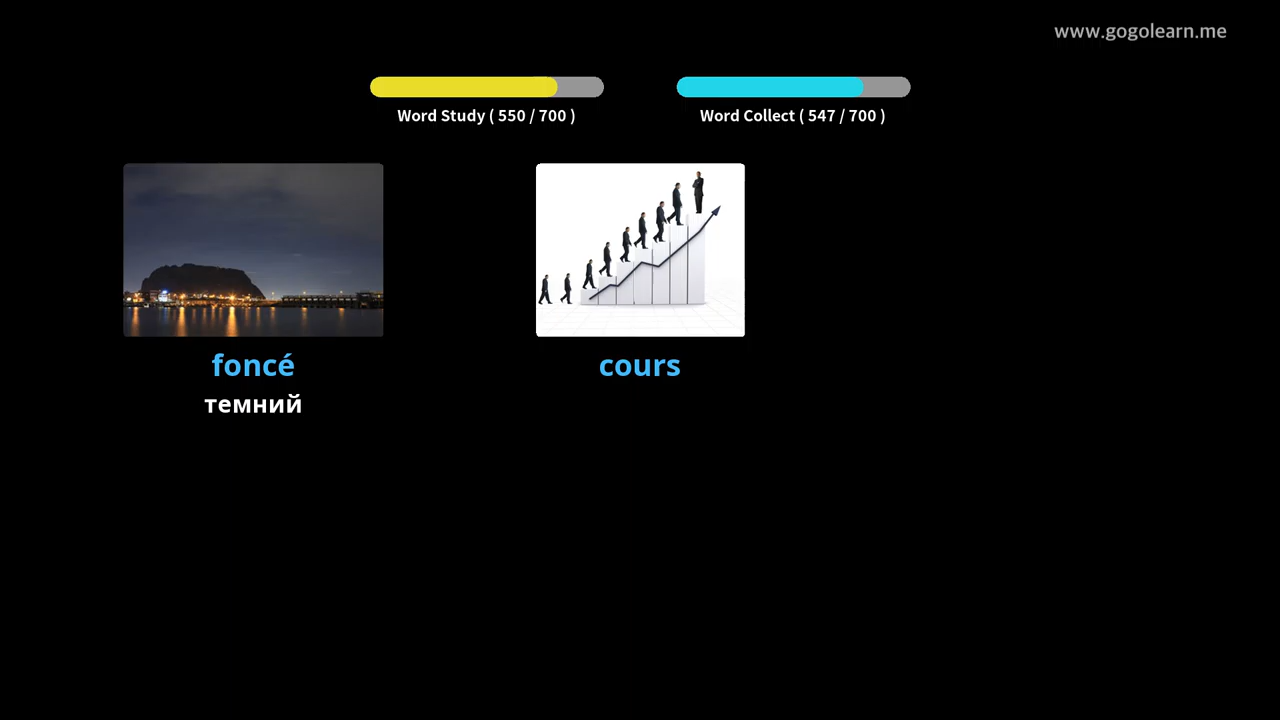 www.gogolearn.me
Word Study ( 550 / 700 )
Word Collect ( 547 / 700 )
foncé
темний
cours